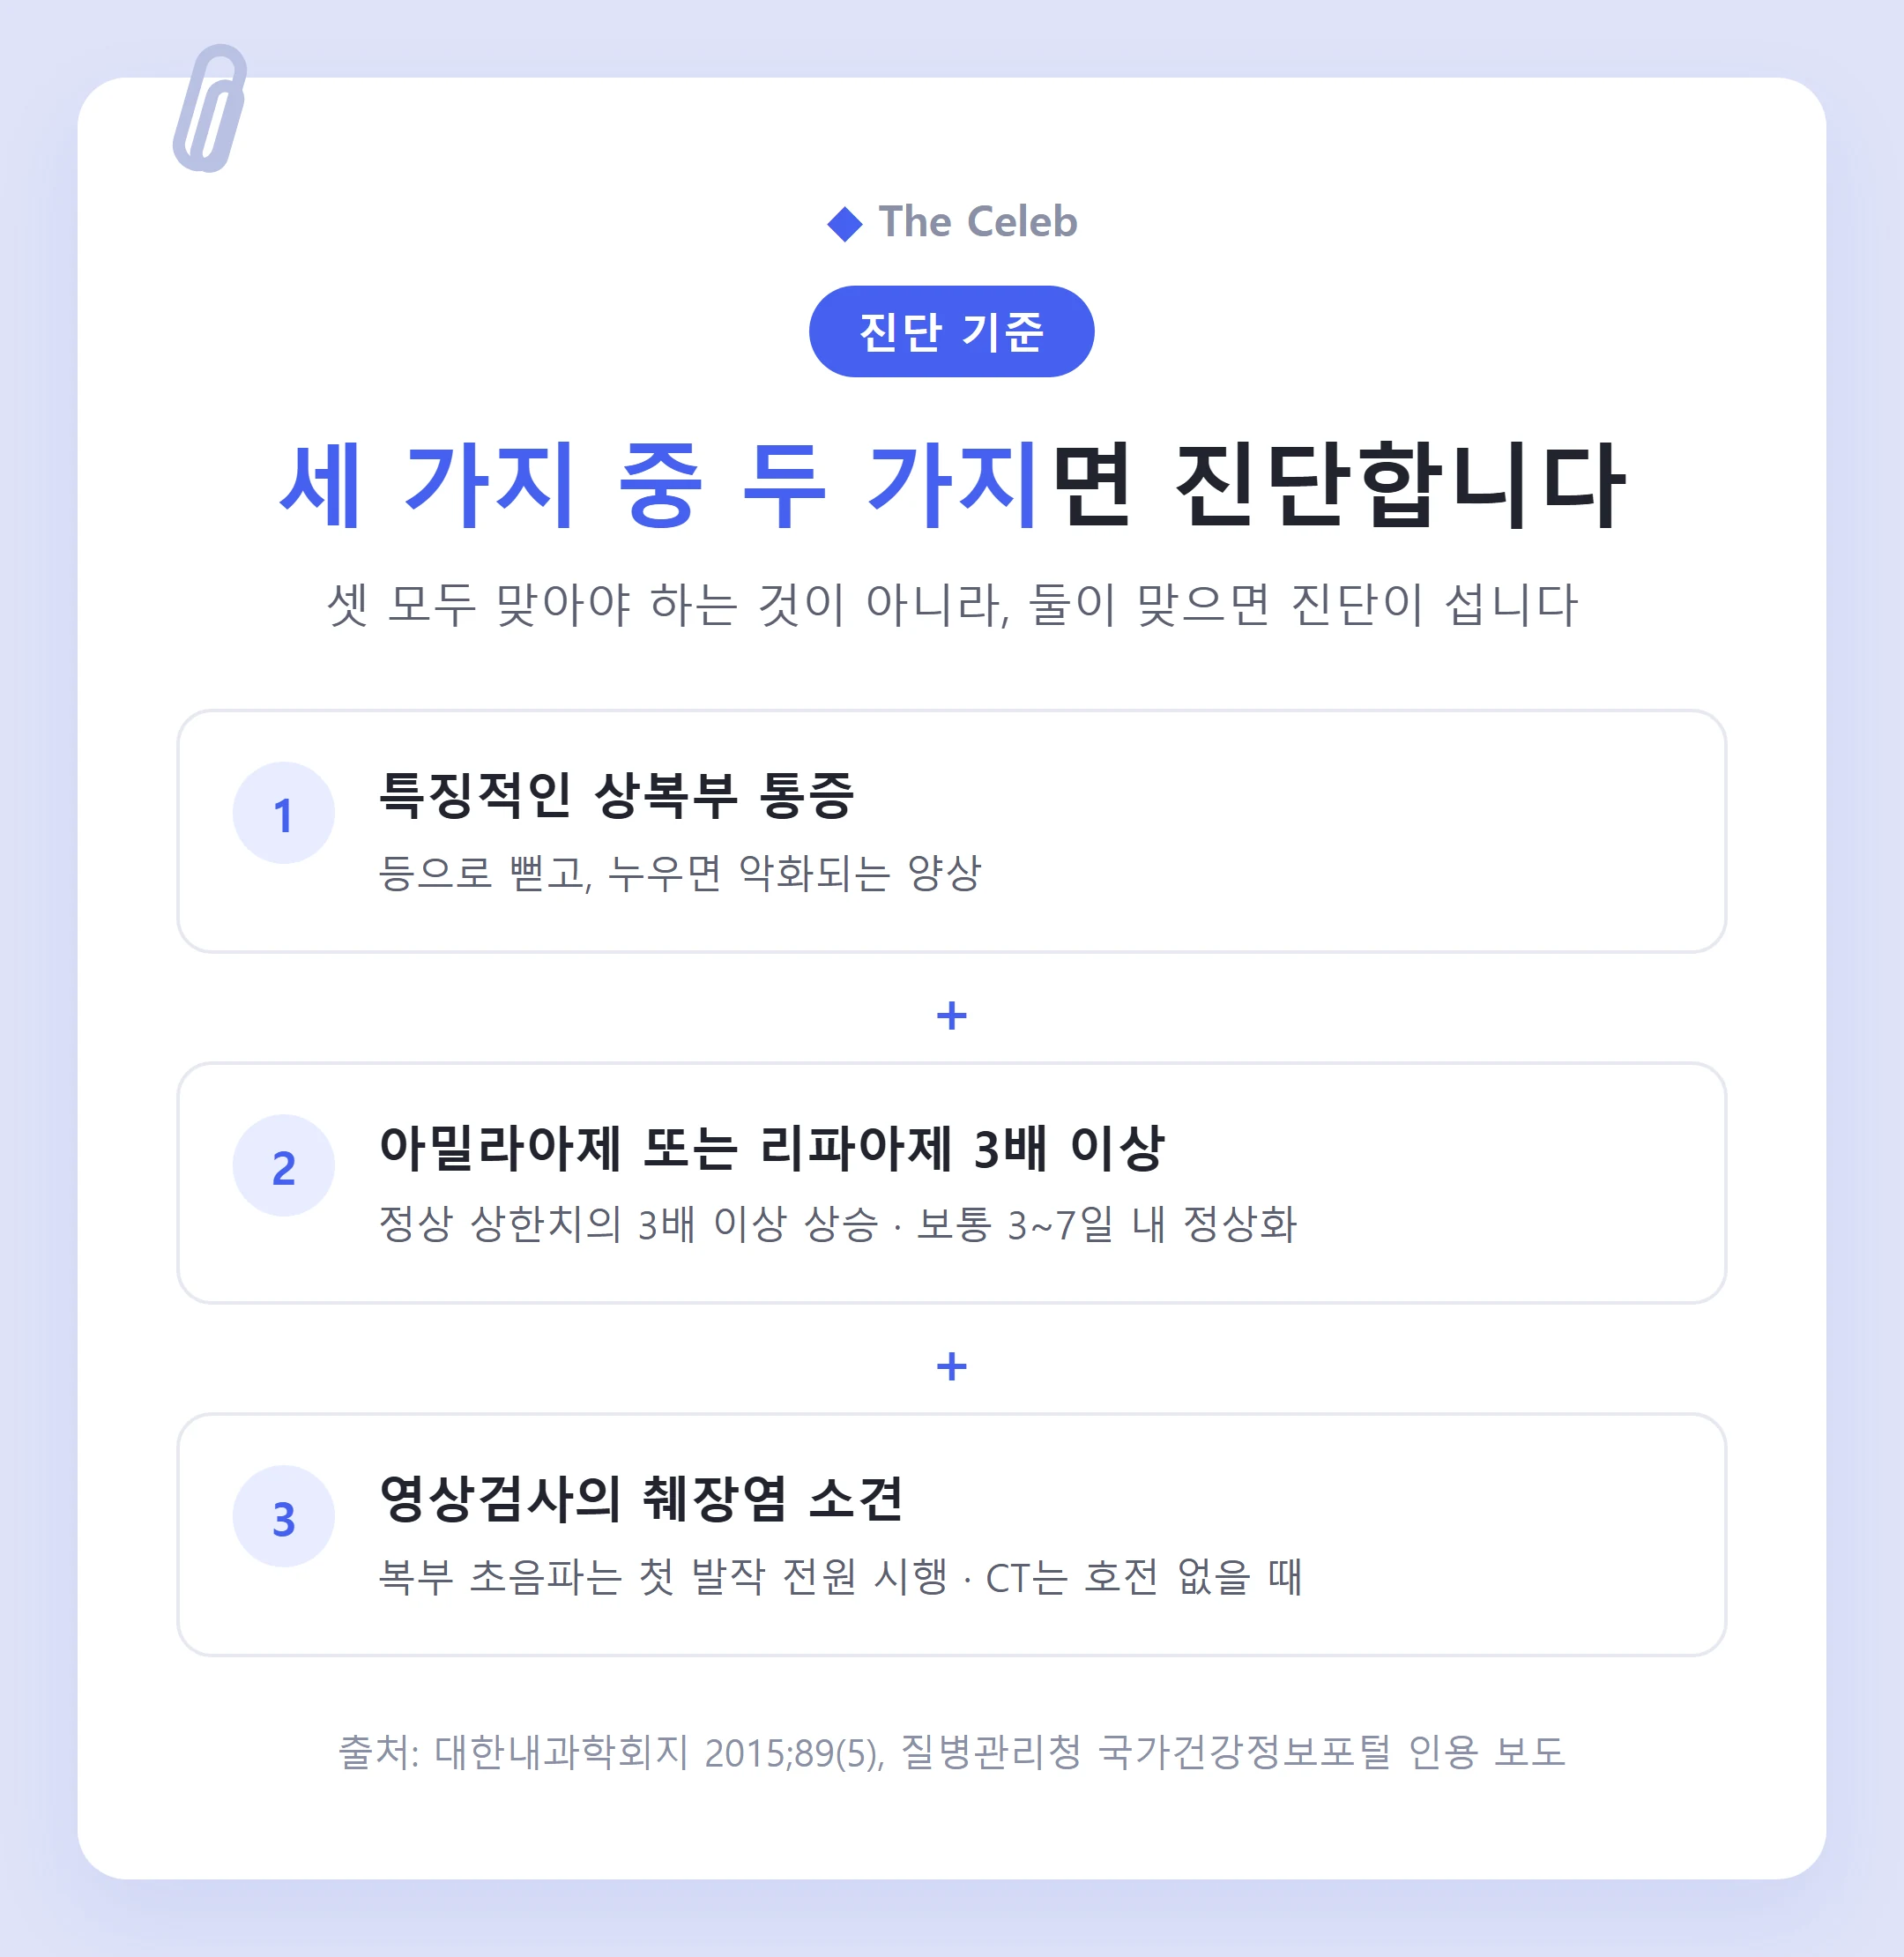 The Celeb
진단 기준
세 가지 중 두 가지면 진단합니다
셋 모두 맞아야 하는 것이 아니라, 둘이 맞으면 진단이 섭니다
1
특징적인 상복부 통증
등으로 뻗고, 누우면 악화되는 양상
+
2
아밀라아제 또는 리파아제 3배 이상
정상 상한치의 3배 이상 상승 · 보통 3~7일 내 정상화
+
3
영상검사의 췌장염 소견
복부 초음파는 첫 발작 전원 시행 · CT는 호전 없을 때
출처: 대한내과학회지 2015;89(5), 질병관리청 국가건강정보포털 인용 보도